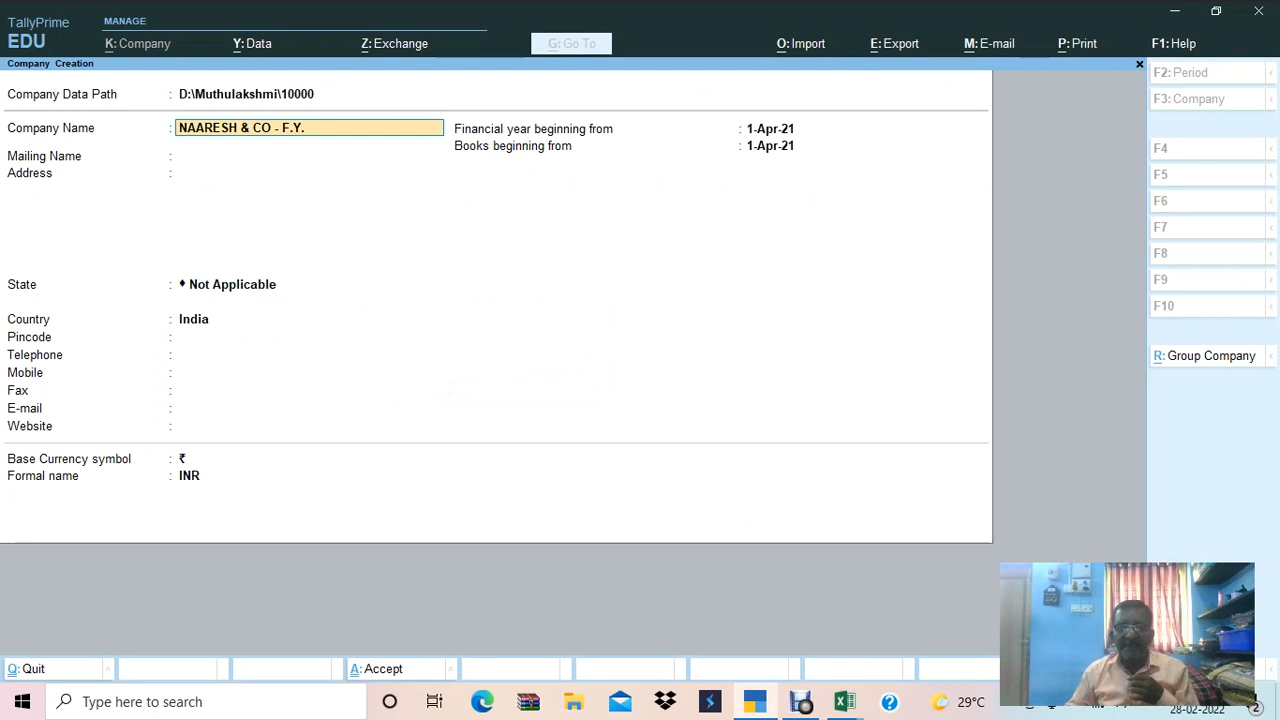 TallyPrime
EDU
MANAGE
K: Company
Y: Data
Z: Exchange
G: Go To
O: Import
E: Export
M: E-mail
P: Print
F1: Help
Company Creation
Company Data Path : D:\Muthulakshmi\10000
Company Name : NAARESH & CO - F.Y.
Financial year beginning from : 1-Apr-21
Books beginning from : 1-Apr-21
Mailing Name :
Address :
State : ♦ Not Applicable
Country : India
Pincode :
Telephone :
Mobile :
Fax :
E-mail :
Website :
Base Currency symbol : ₹
Formal name : INR
F2: Period
F3: Company
F4
F5
F6
F7
F8
F9
F10
R: Group Company
Q: Quit
A: Accept
Type here to search
29°C
28-02-2022
2